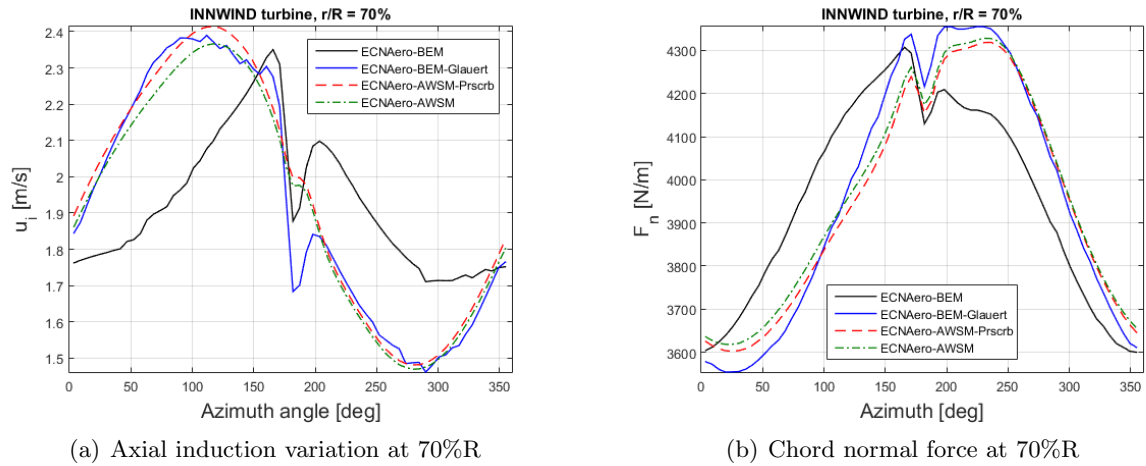 INNWIND turbine, r/R = 70%
2.4
2.3
2.2
2.1
2
1.9
1.8
1.7
1.6
1.5
u_i [m/s]
ECNAero-BEM
ECNAero-BEM-Glauert
ECNAero-AWSM-Prscrb
ECNAero-AWSM
0 50 100 150 200 250 300 350
Azimuth angle [deg]
(a) Axial induction variation at 70%R
INNWIND turbine, r/R = 70%
4300
4200
4100
4000
3900
3800
3700
3600
F_n [N/m]
ECNAero-BEM
ECNAero-BEM-Glauert
ECNAero-AWSM-Prscrb
ECNAero-AWSM
0 50 100 150 200 250 300 350
Azimuth [deg]
(b) Chord normal force at 70%R